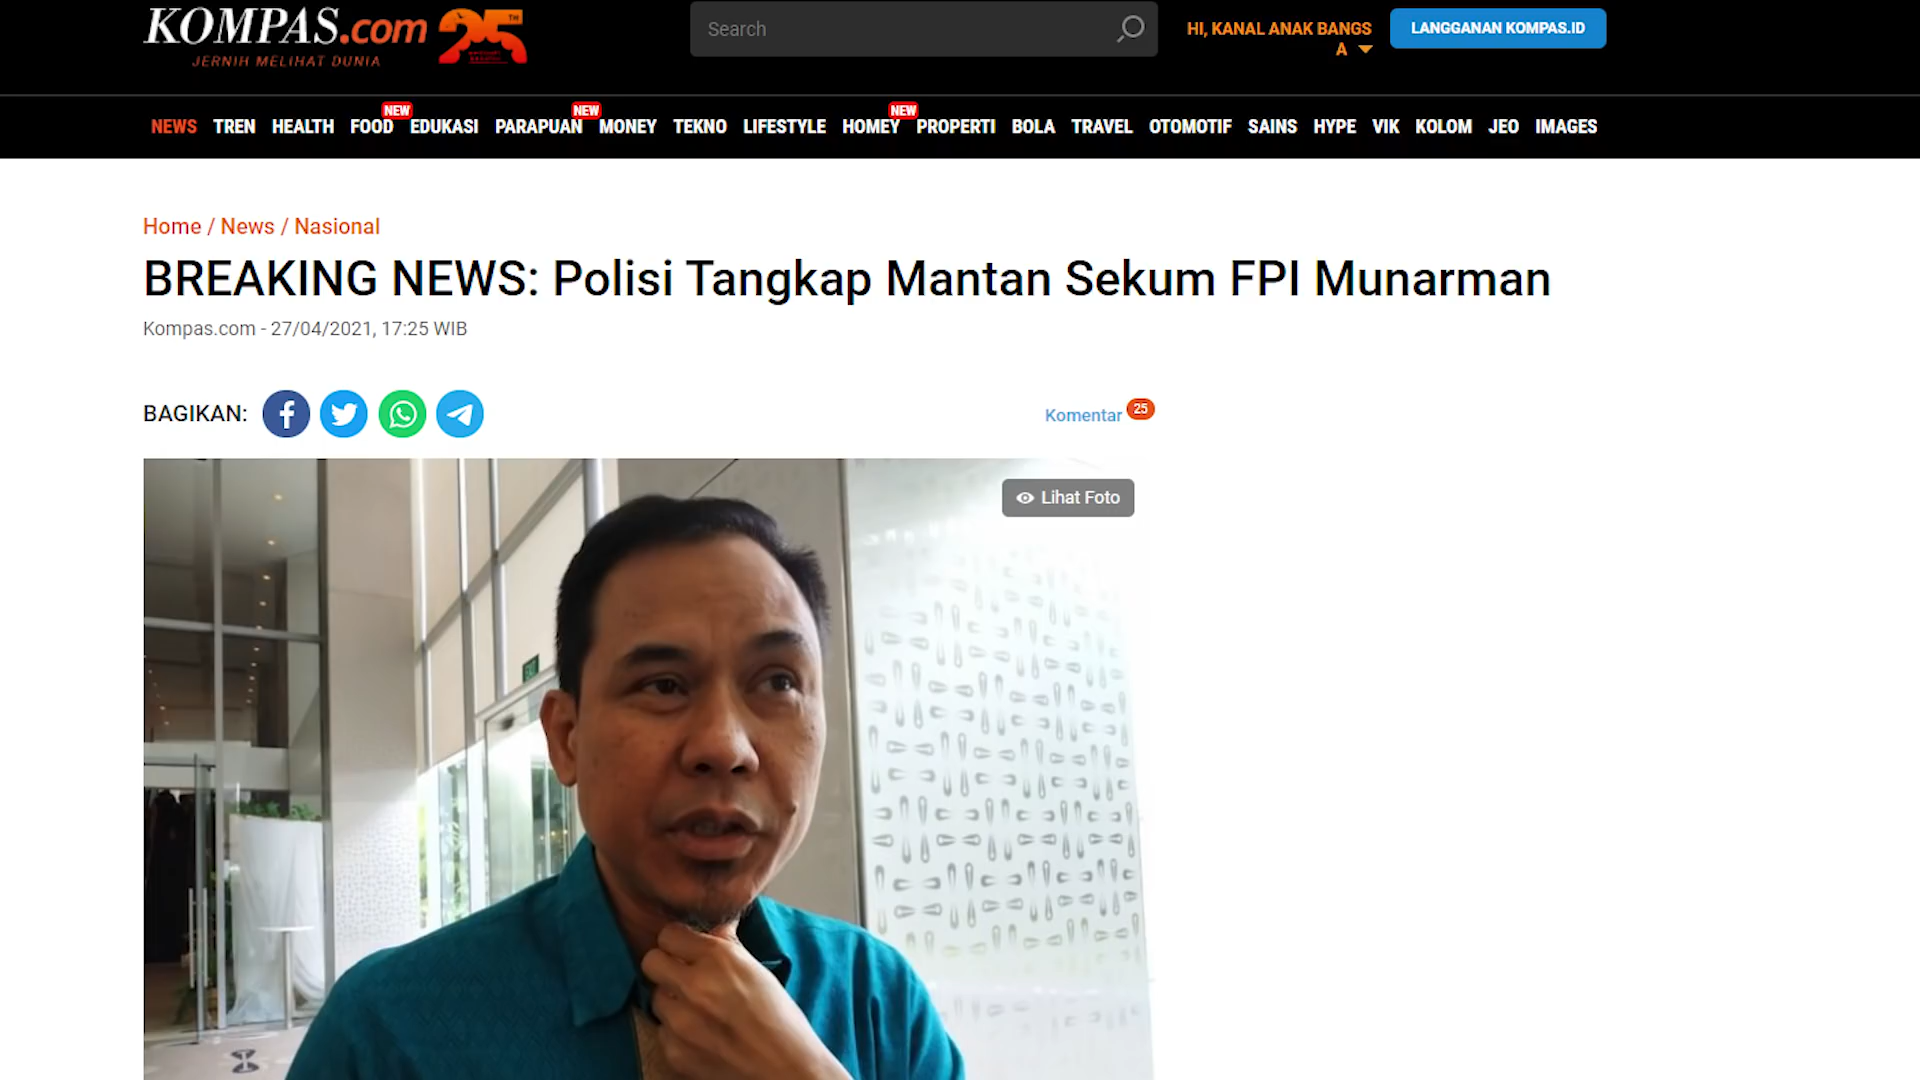 KOMPAS.com 25TH
JERNIH MELIHAT DUNIA
Search
HI, KANAL ANAK BANGS
A
LANGGANAN KOMPAS.ID
NEWS TREN HEALTH FOOD NEW EDUKASI PARAPUAN NEW MONEY TEKNO LIFESTYLE HOMEY NEW PROPERTI BOLA TRAVEL OTOMOTIF SAINS HYPE VIK KOLOM JEO IMAGES
Home / News / Nasional
BREAKING NEWS: Polisi Tangkap Mantan Sekum FPI Munarman
Kompas.com - 27/04/2021, 17:25 WIB
BAGIKAN:
Komentar 25
Lihat Foto